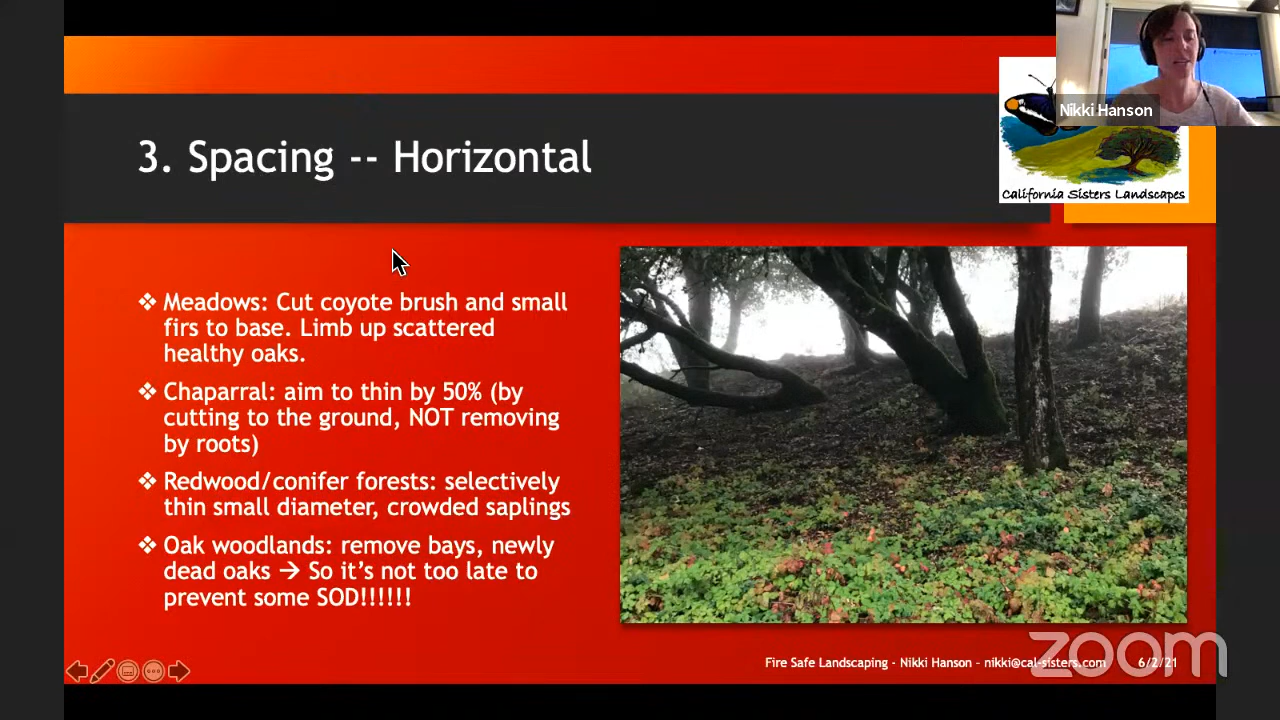 Nikki Hanson
3. Spacing -- Horizontal
California Sisters Landscapes
❖ Meadows: Cut coyote brush and small
firs to base. Limb up scattered
healthy oaks.
❖ Chaparral: aim to thin by 50% (by
cutting to the ground, NOT removing
by roots)
❖ Redwood/conifer forests: selectively
thin small diameter, crowded saplings
❖ Oak woodlands: remove bays, newly
dead oaks → So it’s not too late to
prevent some SOD!!!!!!
Fire Safe Landscaping - Nikki Hanson – nikki@cal-sisters.com 6/2/21
zoom